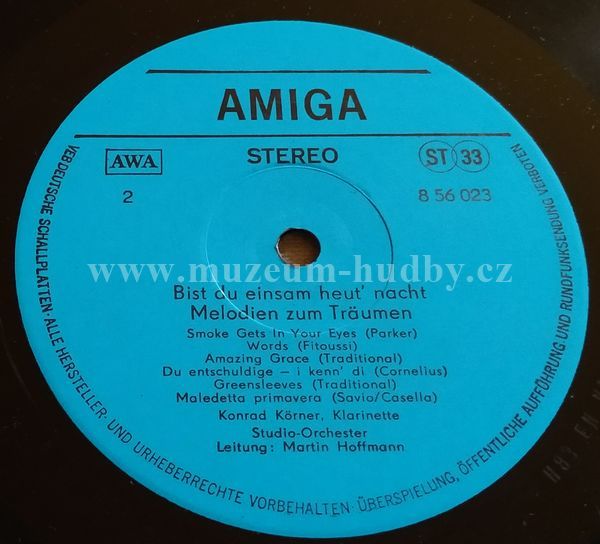 AMIGA
AWA
STEREO
ST 33
2
8 56 023
www.muzeum-hudby.cz
Bist du einsam heut' nacht
Melodien zum Träumen
Smoke Gets In Your Eyes (Parker)
Words (Fitoussi)
Amazing Grace (Traditional)
Du entschuldige – i kenn' di (Cornelius)
Greensleeves (Traditional)
Maledetta primavera (Savio/Casella)
Konrad Körner, Klarinette
Studio-Orchester
Leitung: Martin Hoffmann
VEB DEUTSCHE SCHALLPLATTEN · ALLE HERSTELLER- UND URHEBERRECHTE VORBEHALTEN · ÜBERSPIELUNG, ÖFFENTLICHE AUFFÜHRUNG UND RUNDFUNKSENDUNG VERBOTEN